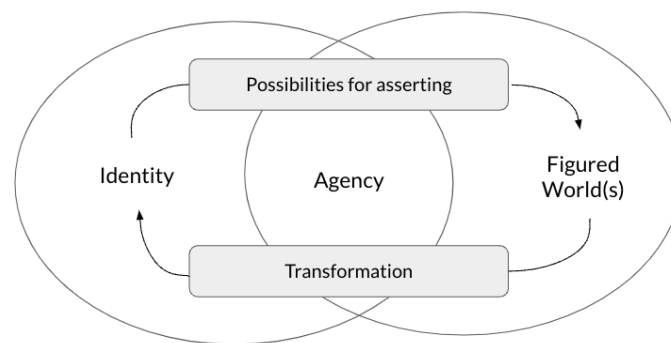 Possibilities for asserting
Identity
Agency
Figured
World(s)
Transformation